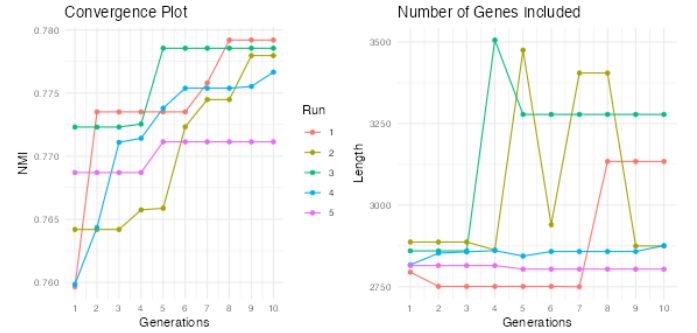 Convergence Plot
0.780
0.775
0.770
0.765
0.760
NMI
1 2 3 4 5 6 7 8 9 10
Generations
Run
1
2
3
4
5
Number of Genes Included
3500
3250
3000
2750
Length
1 2 3 4 5 6 7 8 9 10
Generations